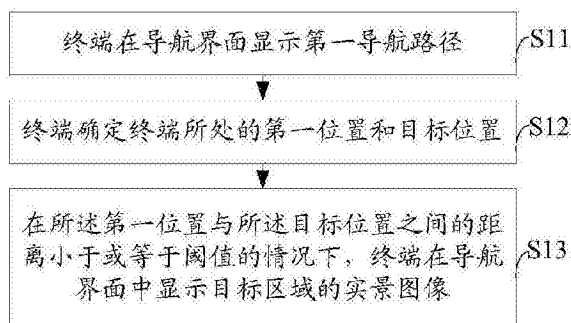 终端在导航界面显示第一导航路径
S11
终端确定终端所处的第一位置和目标位置
S12
在所述第一位置与所述目标位置之间的距
离小于或等于阈值的情况下，终端在导航
界面中显示目标区域的实景图像
S13